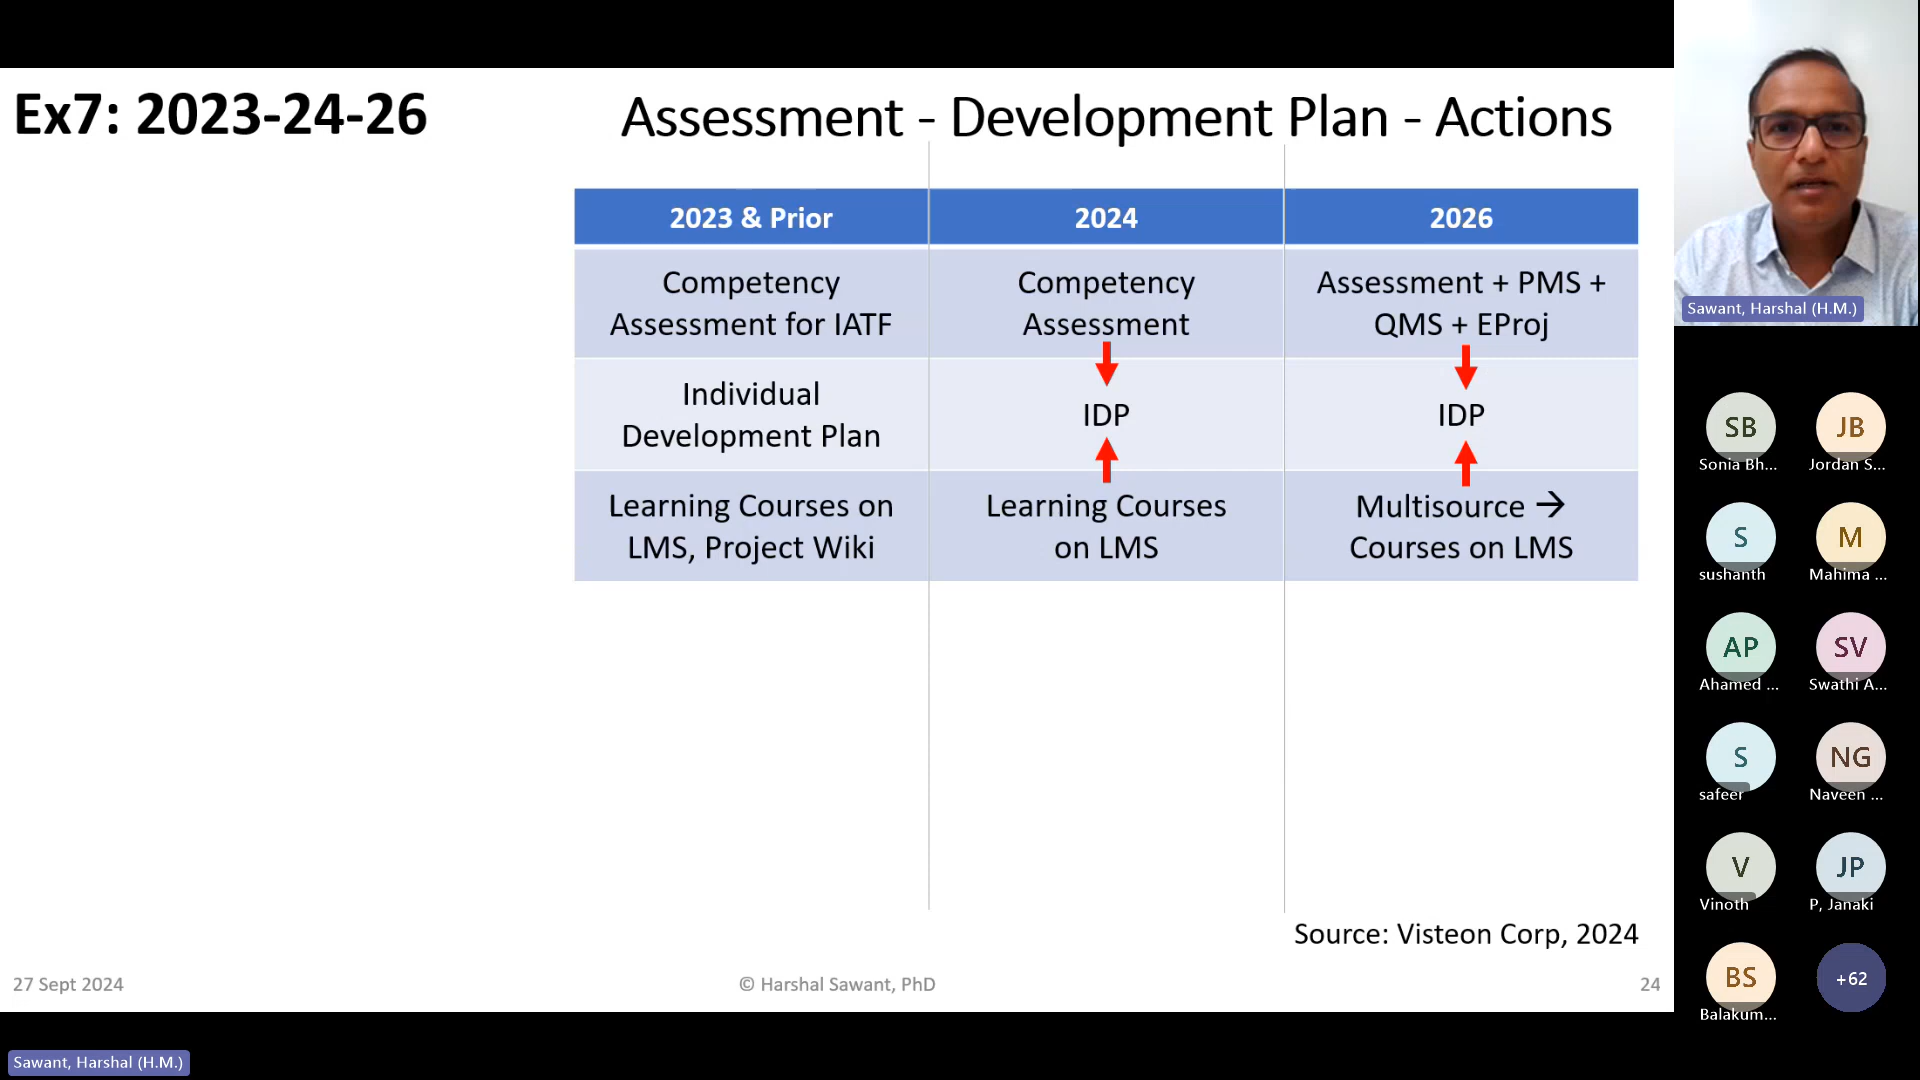 Ex7: 2023-24-26
Assessment - Development Plan - Actions
2023 & Prior
2024
2026
Competency
Assessment for IATF
Competency
Assessment
Assessment + PMS +
QMS + EProj
Individual
Development Plan
IDP
IDP
Learning Courses on
LMS, Project Wiki
Learning Courses
on LMS
Multisource →
Courses on LMS
Source: Visteon Corp, 2024
27 Sept 2024
© Harshal Sawant, PhD
24
Sawant, Harshal (H.M.)
SB
Sonia Bh...
JB
Jordan S...
S
sushanth
M
Mahima ...
AP
Ahamed ...
SV
Swathi A...
S
safeer
NG
Naveen ...
V
Vinoth
JP
P, Janaki
BS
Balakum...
+62
Sawant, Harshal (H.M.)